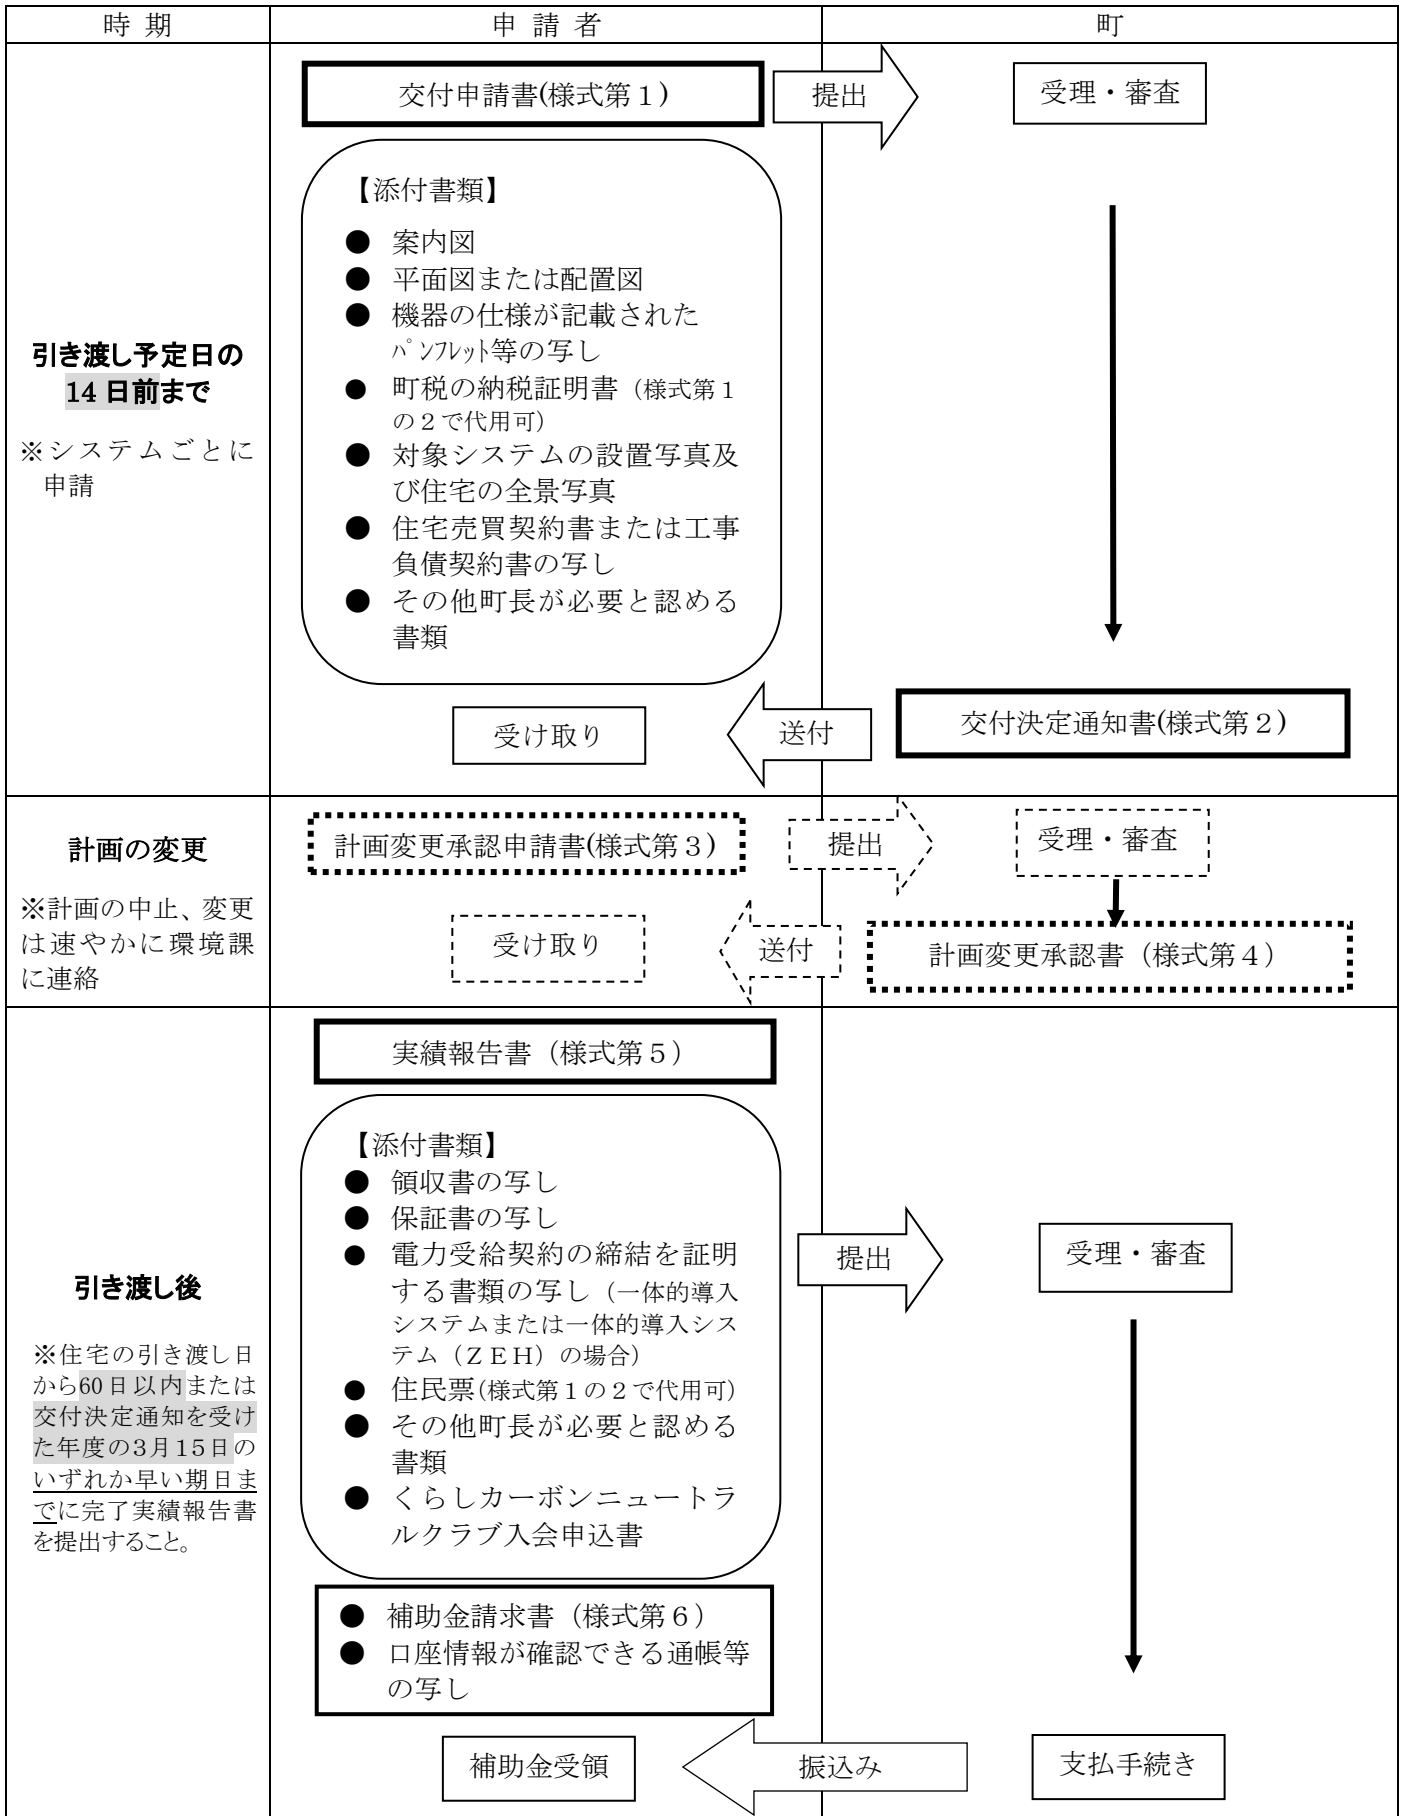 時 期
申 請 者
町
引き渡し予定日の
14 日前まで
※システムごとに
申請
交付申請書(様式第１)
提出
受理・審査
【添付書類】
● 案内図
● 平面図または配置図
● 機器の仕様が記載された
ﾊﾟﾝﾌﾚｯﾄ等の写し
● 町税の納税証明書（様式第１
の２で代用可）
● 対象システムの設置写真及
び住宅の全景写真
● 住宅売買契約書または工事
負債契約書の写し
● その他町長が必要と認める
書類
受け取り
送付
交付決定通知書(様式第２)
計画の変更
※計画の中止、変更
は速やかに環境課
に連絡
計画変更承認申請書(様式第３)
提出
受理・審査
受け取り
送付
計画変更承認書（様式第４）
引き渡し後
※住宅の引き渡し日
から60日以内または
交付決定通知を受け
た年度の3月15日の
いずれか早い期日ま
でに完了実績報告書
を提出すること。
実績報告書（様式第５）
【添付書類】
● 領収書の写し
● 保証書の写し
● 電力受給契約の締結を証明
する書類の写し（一体的導入
システムまたは一体的導入シス
テム（ＺＥＨ）の場合）
● 住民票(様式第１の２で代用可)
● その他町長が必要と認める
書類
● くらしカーボンニュートラ
ルクラブ入会申込書
提出
受理・審査
● 補助金請求書（様式第６）
● 口座情報が確認できる通帳等
の写し
補助金受領
振込み
支払手続き